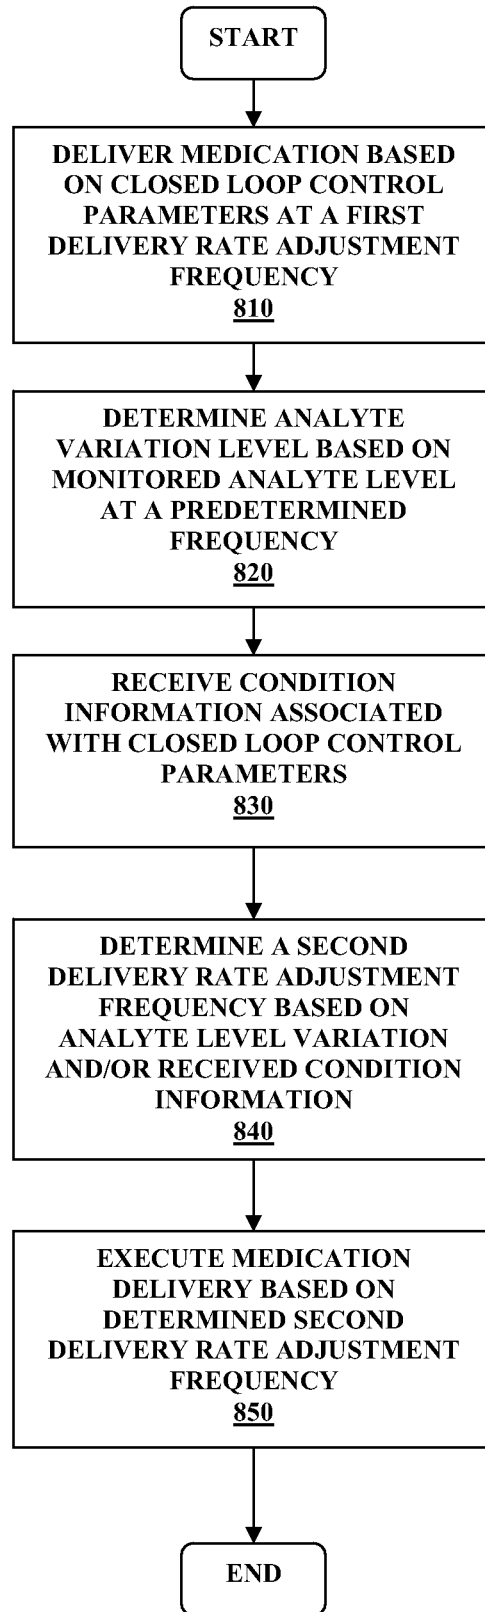 START
DELIVER MEDICATION BASED
ON CLOSED LOOP CONTROL
PARAMETERS AT A FIRST
DELIVERY RATE ADJUSTMENT
FREQUENCY
810
DETERMINE ANALYTE
VARIATION LEVEL BASED ON
MONITORED ANALYTE LEVEL
AT A PREDETERMINED
FREQUENCY
820
RECEIVE CONDITION
INFORMATION ASSOCIATED
WITH CLOSED LOOP CONTROL
PARAMETERS
830
DETERMINE A SECOND
DELIVERY RATE ADJUSTMENT
FREQUENCY BASED ON
ANALYTE LEVEL VARIATION
AND/OR RECEIVED CONDITION
INFORMATION
840
EXECUTE MEDICATION
DELIVERY BASED ON
DETERMINED SECOND
DELIVERY RATE ADJUSTMENT
FREQUENCY
850
END